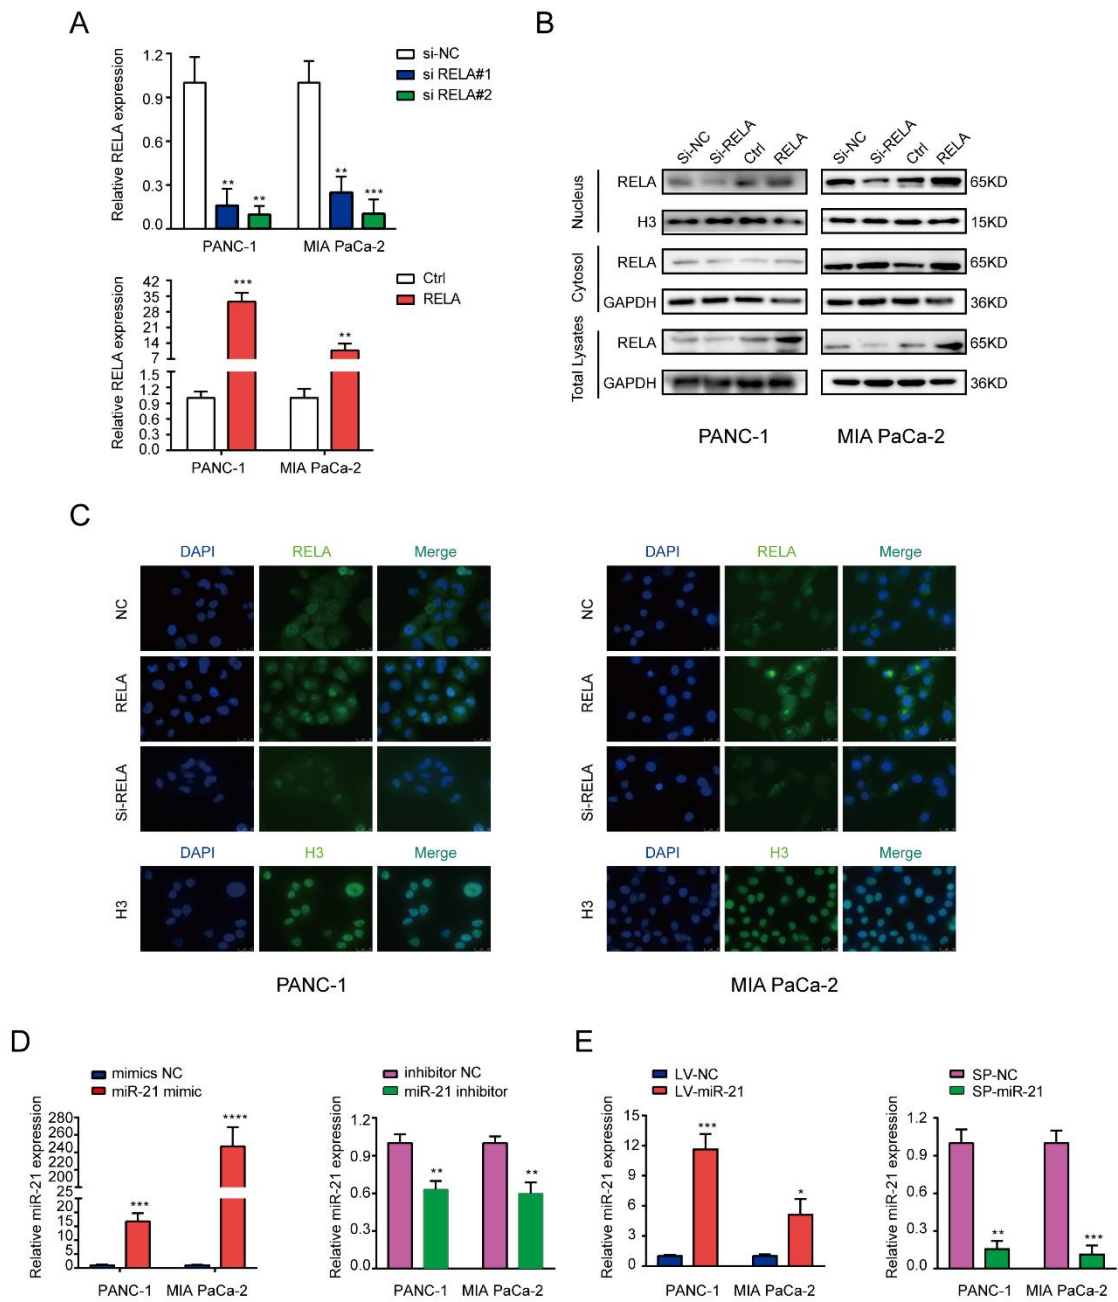 A
Relative RELA expression
1.2
0.9
0.6
0.3
0.0
si-NC
si RELA#1
si RELA#2
** ** ** ***
PANC-1 MIA PaCa-2
Relative RELA expression
42
35
28
21
14
7
1.2
0.9
0.6
0.3
0.0
Ctrl
RELA
*** **
PANC-1 MIA PaCa-2
B
Si-NC Si-RELA Ctrl RELA Si-NC Si-RELA Ctrl RELA
Nucleus
RELA 65KD
H3 15KD
Cytosol
RELA 65KD
GAPDH 36KD
Total Lysates
RELA 65KD
GAPDH 36KD
PANC-1 MIA PaCa-2
C
DAPI RELA Merge DAPI RELA Merge
NC NC
RELA RELA
Si-RELA Si-RELA
DAPI H3 Merge DAPI H3 Merge
H3 H3
PANC-1 MIA PaCa-2
D
mimics NC
miR-21 mimic
Relative miR-21 expression
280
260
240
220
200
180
160
140
120
100
80
60
40
25
20
15
10
5
0
*** ****
PANC-1 MIA PaCa-2
inhibitor NC
miR-21 inhibitor
Relative miR-21 expression
1.2
0.9
0.6
0.3
0.0
** **
PANC-1 MIA PaCa-2
E
LV-NC
LV-miR-21
Relative miR-21 expression
15
12
9
6
3
0
*** *
PANC-1 MIA PaCa-2
SP-NC
SP-miR-21
Relative miR-21 expression
1.2
0.9
0.6
0.3
0.0
** ***
PANC-1 MIA PaCa-2